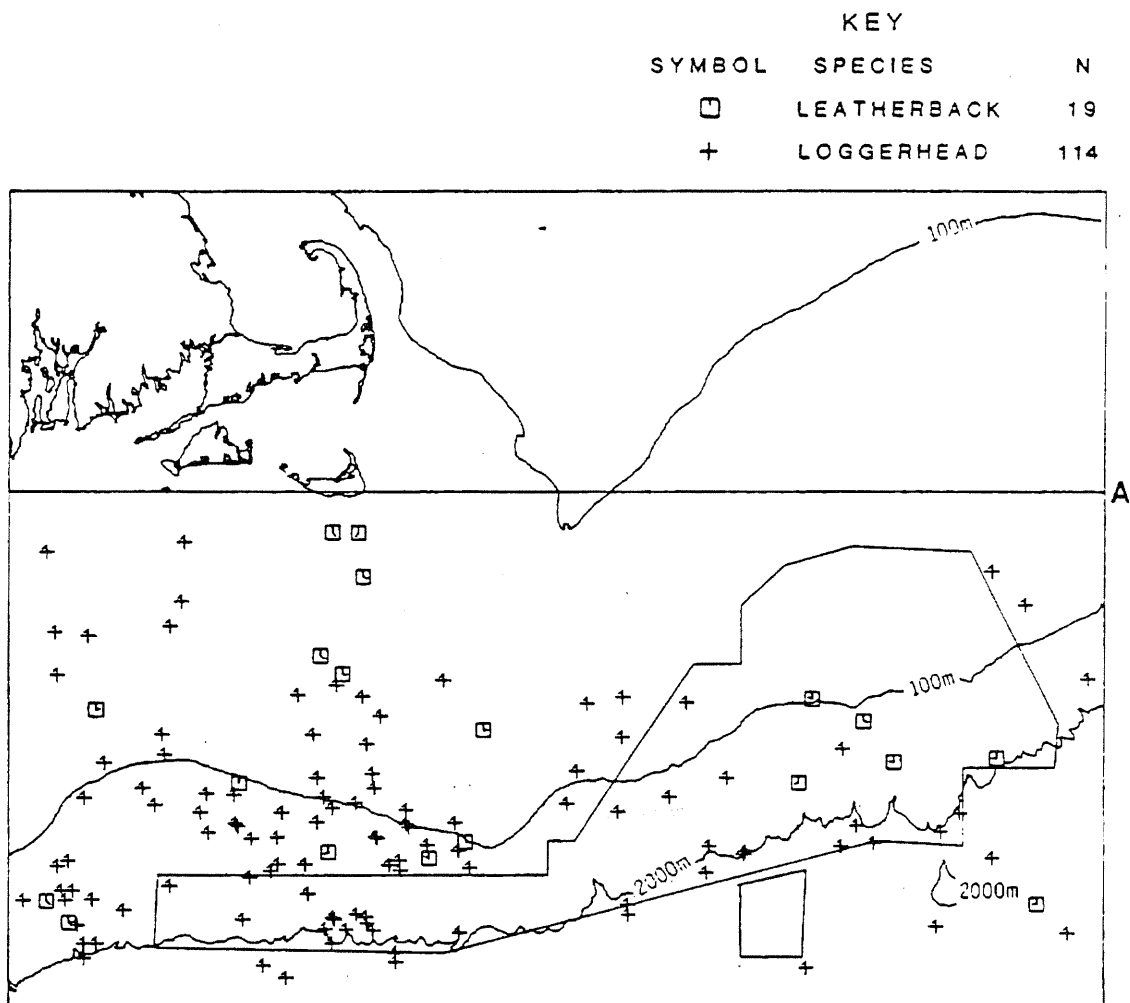 KEY
SYMBOL SPECIES N
LEATHERBACK 19
LOGGERHEAD 114
100m
A
100m
2000m
2000m